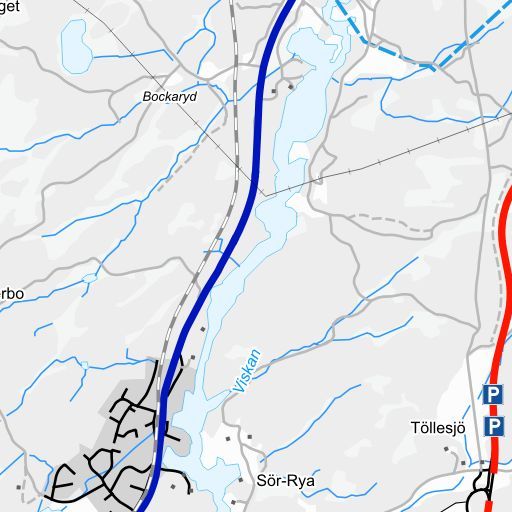 get
Bockaryd
rbo
Viskan
P
P
Töllesjö
Sör-Rya